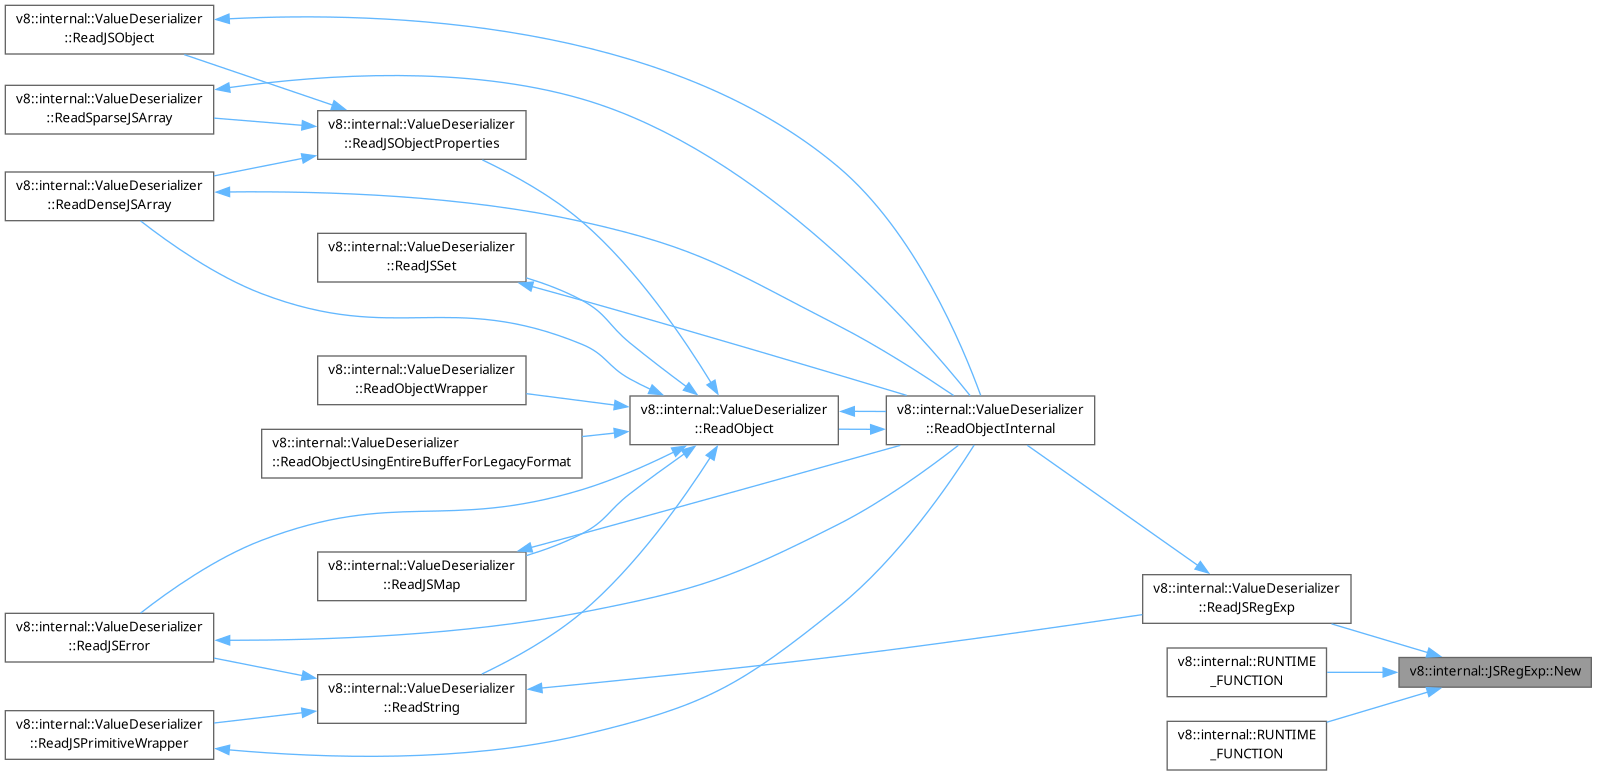 v8::internal::ValueDeserializer
::ReadJSObject
v8::internal::ValueDeserializer
::ReadSparseJSArray
v8::internal::ValueDeserializer
::ReadJSObjectProperties
v8::internal::ValueDeserializer
::ReadDenseJSArray
v8::internal::ValueDeserializer
::ReadJSSet
v8::internal::ValueDeserializer
::ReadObjectWrapper
v8::internal::ValueDeserializer
::ReadObject
v8::internal::ValueDeserializer
::ReadObjectInternal
v8::internal::ValueDeserializer
::ReadObjectUsingEntireBufferForLegacyFormat
v8::internal::ValueDeserializer
::ReadJSMap
v8::internal::ValueDeserializer
::ReadJSRegExp
v8::internal::ValueDeserializer
::ReadJSError
v8::internal::RUNTIME
_FUNCTION
v8::internal::JSRegExp::New
v8::internal::ValueDeserializer
::ReadString
v8::internal::ValueDeserializer
::ReadJSPrimitiveWrapper
v8::internal::RUNTIME
_FUNCTION